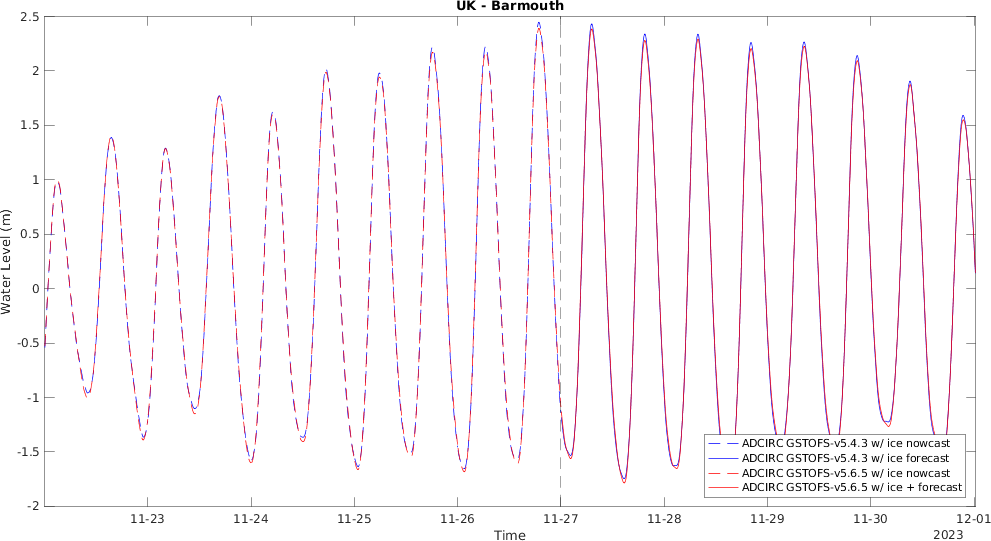 UK - Barmouth
2.5
2
1.5
1
0.5
0
-0.5
-1
-1.5
-2
Water Level (m)
ADCIRC GSTOFS-v5.4.3 w/ ice nowcast
ADCIRC GSTOFS-v5.4.3 w/ ice forecast
ADCIRC GSTOFS-v5.6.5 w/ ice nowcast
ADCIRC GSTOFS-v5.6.5 w/ ice + forecast
11-23 11-24 11-25 11-26 11-27 11-28 11-29 11-30 12-01
Time
2023